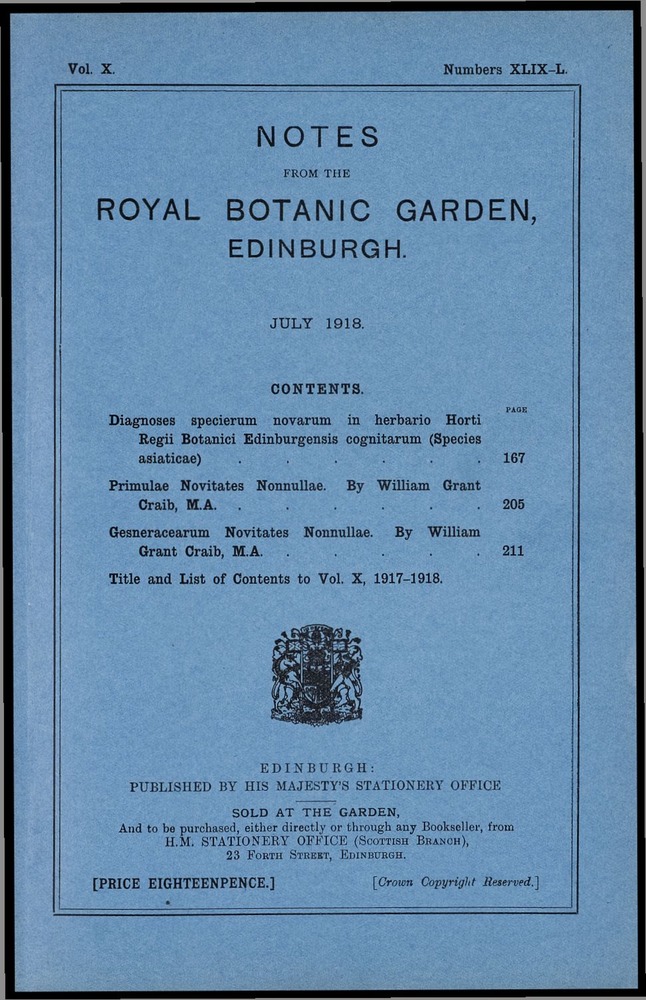 Vol. X. Numbers XLIX–L.
NOTES
FROM THE
ROYAL BOTANIC GARDEN,
EDINBURGH.
JULY 1918.
CONTENTS.
PAGE
Diagnoses specierum novarum in herbario Horti
Regii Botanici Edinburgensis cognitarum (Species
asiaticae) . . . . . . 167
Primulae Novitates Nonnullae. By William Grant
Craib, M.A. . . . . . . 205
Gesneracearum Novitates Nonnullae. By William
Grant Craib, M.A. . . . . . 211
Title and List of Contents to Vol. X, 1917–1918.
EDINBURGH:
PUBLISHED BY HIS MAJESTY'S STATIONERY OFFICE
SOLD AT THE GARDEN,
And to be purchased, either directly or through any Bookseller, from
H.M. STATIONERY OFFICE (Scottish Branch),
23 Forth Street, Edinburgh.
[PRICE EIGHTEENPENCE.] [Crown Copyright Reserved.]